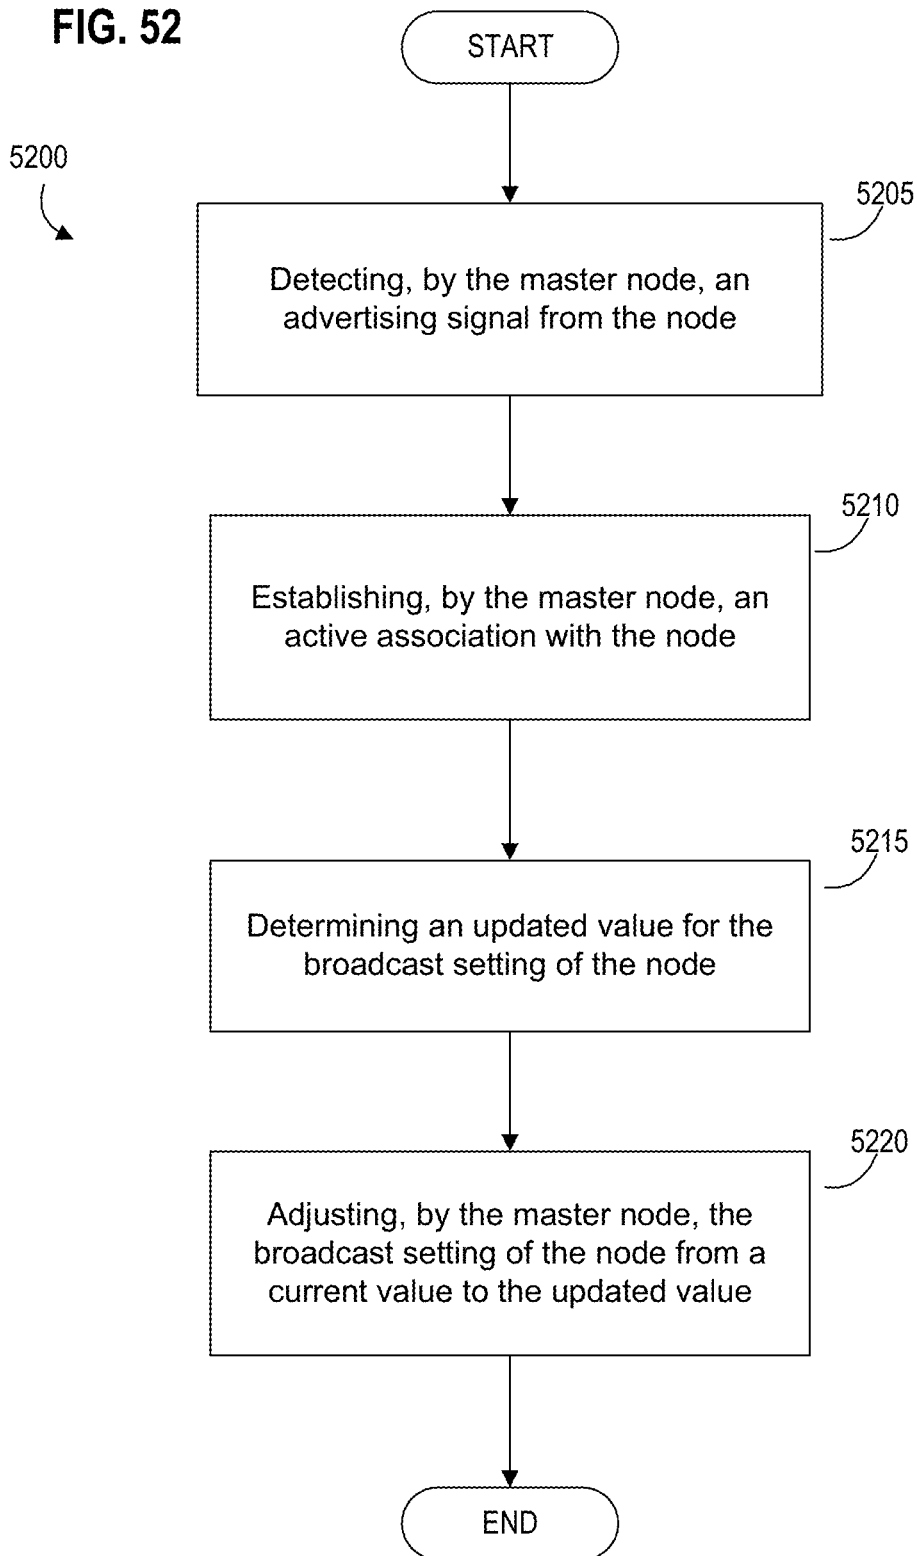 FIG. 52
START
5200
5205
Detecting, by the master node, an
advertising signal from the node
5210
Establishing, by the master node, an
active association with the node
5215
Determining an updated value for the
broadcast setting of the node
5220
Adjusting, by the master node, the
broadcast setting of the node from a
current value to the updated value
END